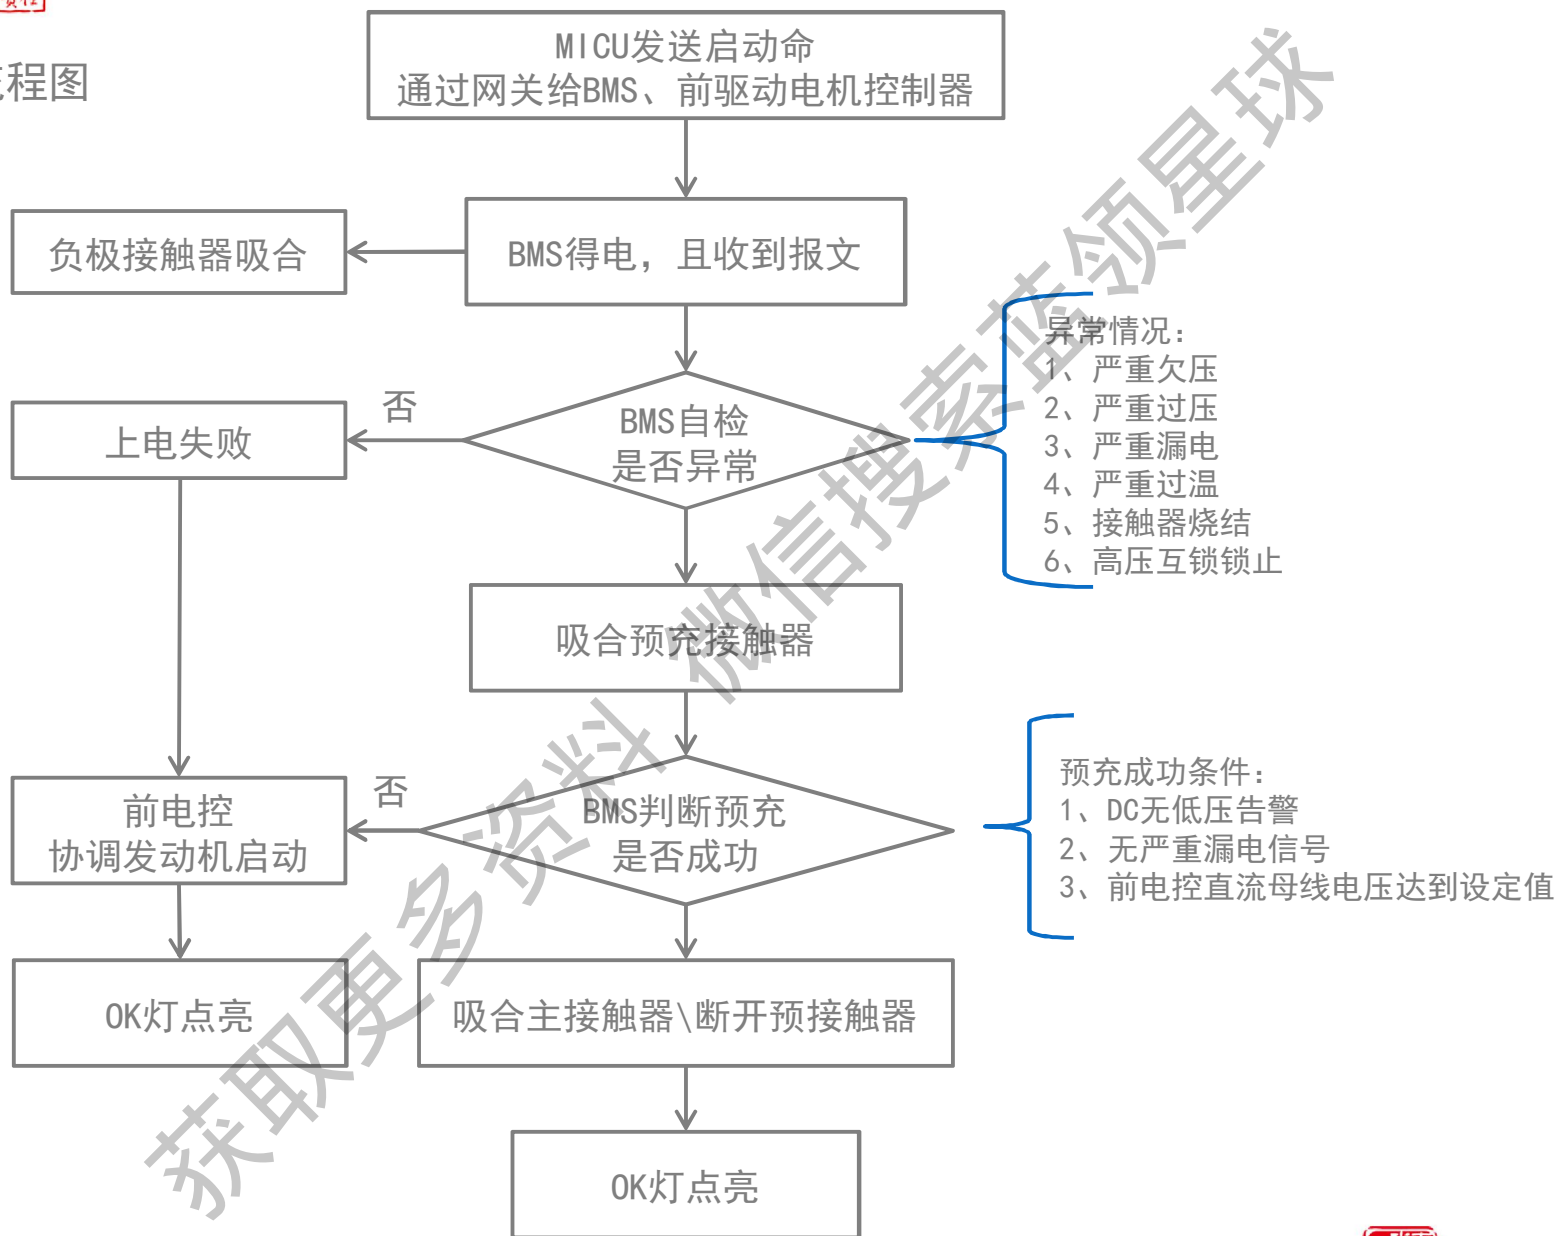 程图
MICU发送启动命
通过网关给BMS、前驱动电机控制器
负极接触器吸合
BMS得电，且收到报文
异常情况：
1、严重欠压
2、严重过压
3、严重漏电
4、严重过温
5、接触器烧结
6、高压互锁锁止
否
上电失败
BMS自检
是否异常
吸合预充接触器
预充成功条件：
1、DC无低压告警
2、无严重漏电信号
3、前电控直流母线电压达到设定值
否
前电控
协调发动机启动
BMS判断预充
是否成功
OK灯点亮
吸合主接触器\断开预接触器
OK灯点亮
获取更多资料 微信搜索蓝领星球